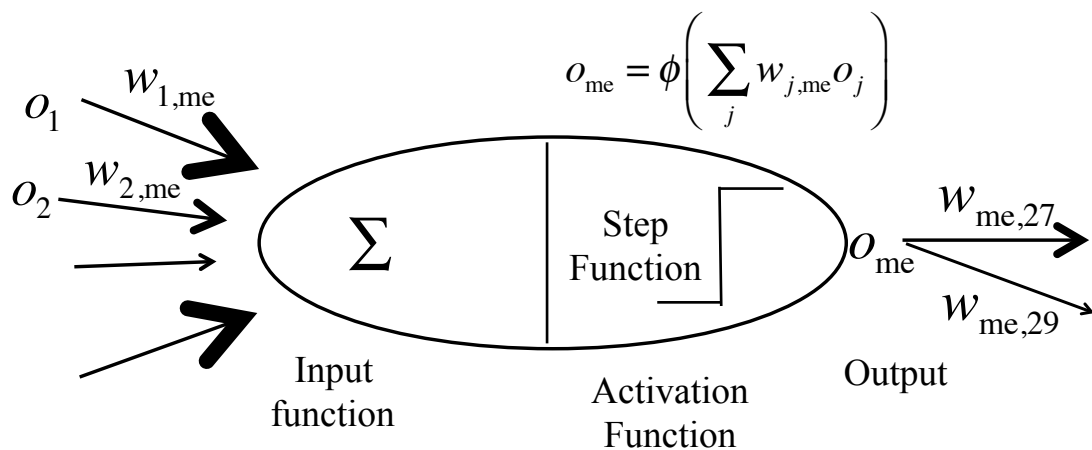 o_me = ϕ(∑_j w_j,me o_j)
w_1,me
o_1
w_2,me
o_2
∑
Step
Function
o_me
w_me,27
w_me,29
Input
function
Activation
Function
Output